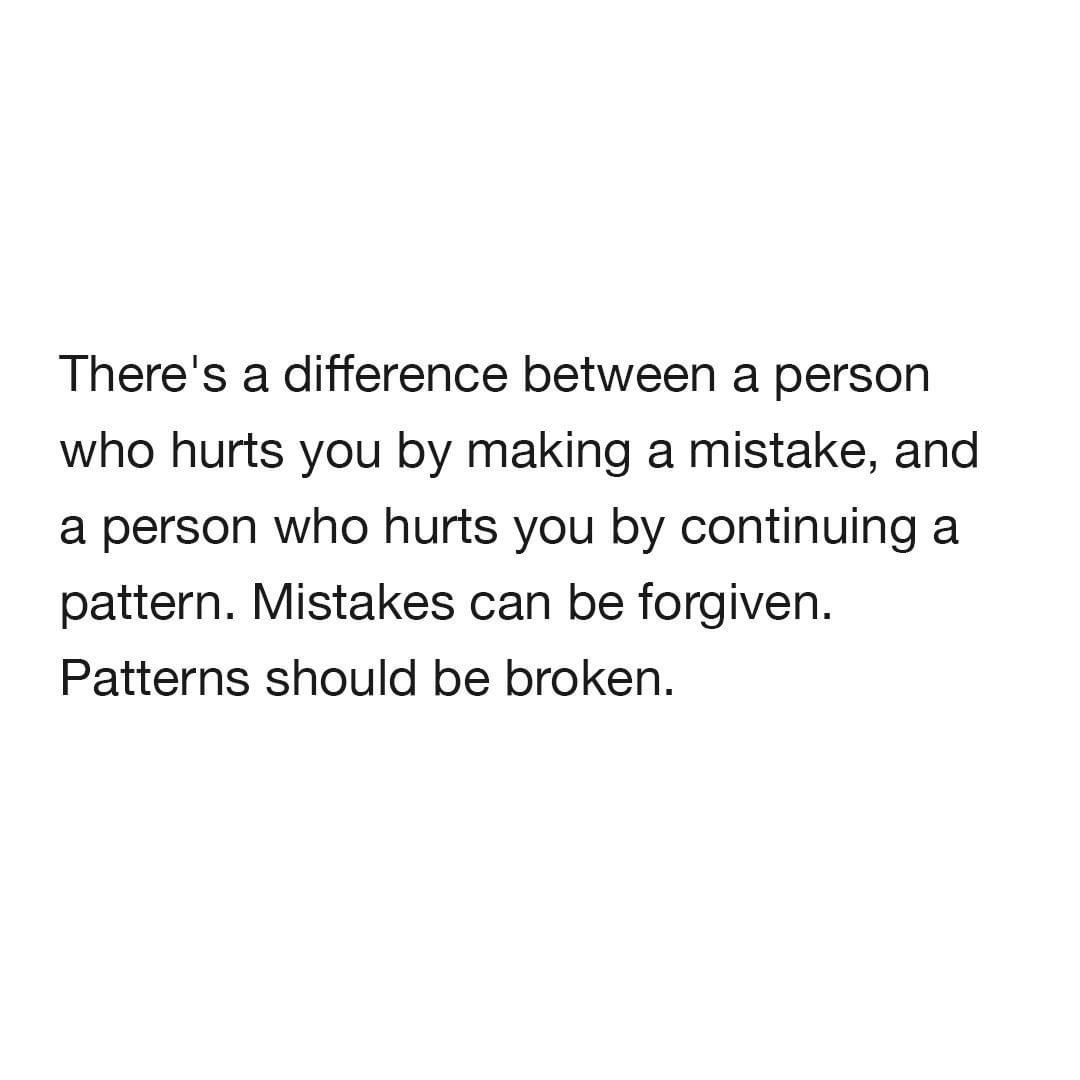 There's a difference between a person
who hurts you by making a mistake, and
a person who hurts you by continuing a
pattern. Mistakes can be forgiven.
Patterns should be broken.